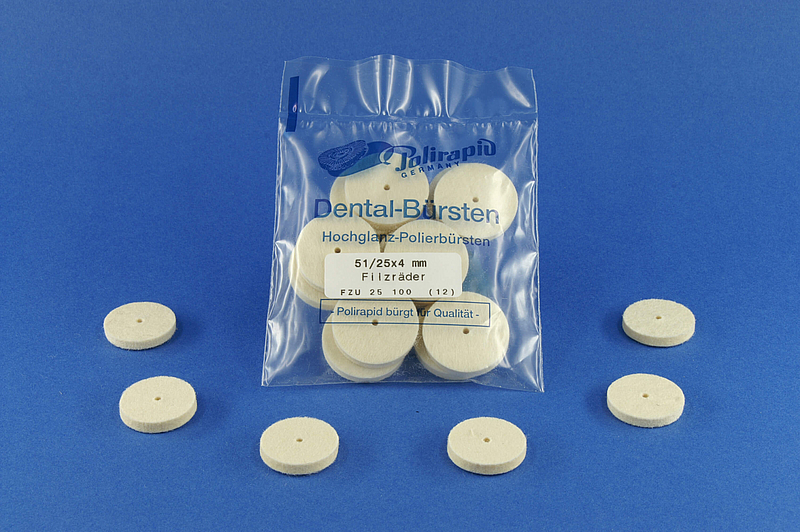 Polirapid
GERMANY
Dental-Bürsten
Hochglanz-Polierbürsten
51/25x4 mm
Filzräder
FZU 25 100 (12)
- Polirapid bürgt für Qualität -